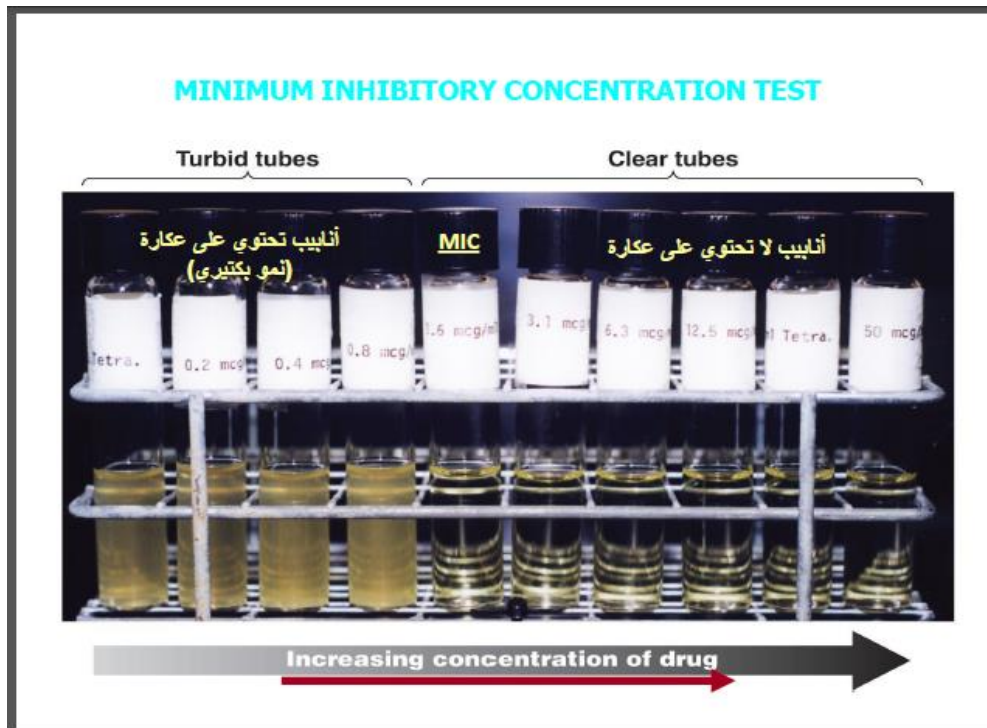 MINIMUM INHIBITORY CONCENTRATION TEST
Turbid tubes
Clear tubes
أنابيب تحتوي على عكارة
(نمو بكتيري)
MIC
أنابيب لا تحتوي على عكارة
Tetra.
0.2 mcg
0.4 mcg
0.8 mcg/
1.6 mcg/ml
3.1 mcg
6.3 mcg/
12.5 mcg/
Tetra.
50 mcg/
Increasing concentration of drug